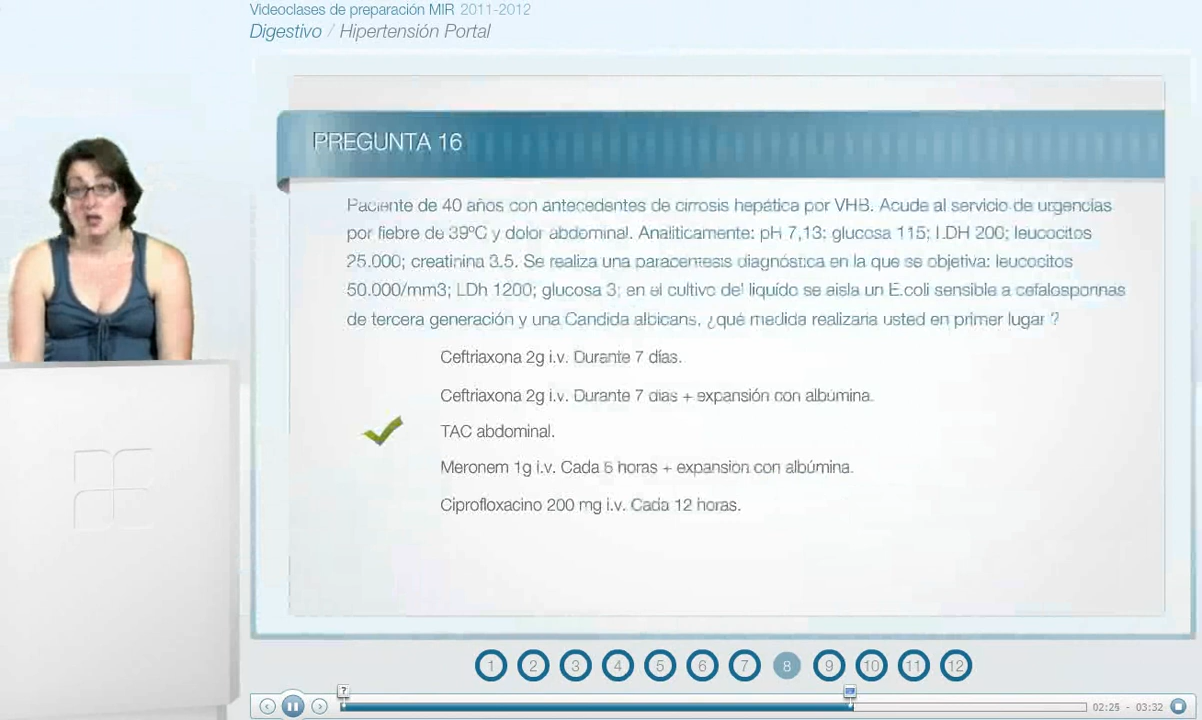 Videoclases de preparación MIR 2011-2012
Digestivo / Hipertensión Portal
PREGUNTA 16
Paciente de 40 años con antecedentes de cirrosis hepática por VHB. Acude al servicio de urgencias
por fiebre de 39ºC y dolor abdominal. Analiticamente: pH 7,13; glucosa 115; LDH 200; leucocitos
25.000; creatinina 3.5. Se realiza una paracentesis diagnóstica en la que se objetiva: leucocitos
50.000/mm3; LDh 1200; glucosa 3; en el cultivo del liquído se aisla un E.coli sensible a cefalosporinas
de tercera generación y una Candida albicans, ¿qué medida realizaria usted en primer lugar ?
Ceftriaxona 2g i.v. Durante 7 días.
Ceftriaxona 2g i.v. Durante 7 dias + expansión con albúmina.
TAC abdominal.
Meronem 1g i.v. Cada horas + expansion con albúmina.
Ciprofloxacino 200 mg i.v. Cada 12 horas.
1 2 3 4 5 6 7 8 9 10 11 12
?
02:25 - 03:32